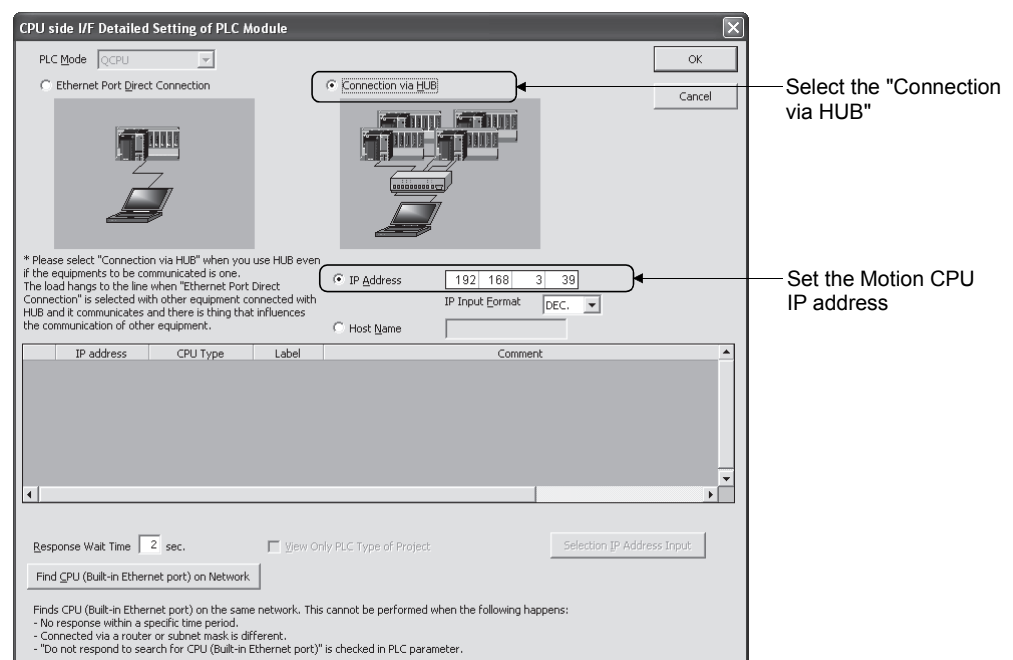 CPU side I/F Detailed Setting of PLC Module
PLC Mode QCPU
OK
Ethernet Port Direct Connection
Connection via HUB
Cancel
Select the "Connection
via HUB"
* Please select "Connection via HUB" when you use HUB even
if the equipments to be communicated is one.
The load hangs to the line when "Ethernet Port Direct
Connection" is selected with other equipment connected with
HUB and it communicates and there is thing that influences
the communication of other equipment.
IP Address 192 168 3 39
Set the Motion CPU
IP address
IP Input Format DEC.
Host Name
IP address CPU Type Label Comment
Response Wait Time 2 sec.
View Only PLC Type of Project
Selection IP Address Input
Find CPU (Built-in Ethernet port) on Network
Finds CPU (Built-in Ethernet port) on the same network. This cannot be performed when the following happens:
- No response within a specific time period.
- Connected via a router or subnet mask is different.
- "Do not respond to search for CPU (Built-in Ethernet port)" is checked in PLC parameter.